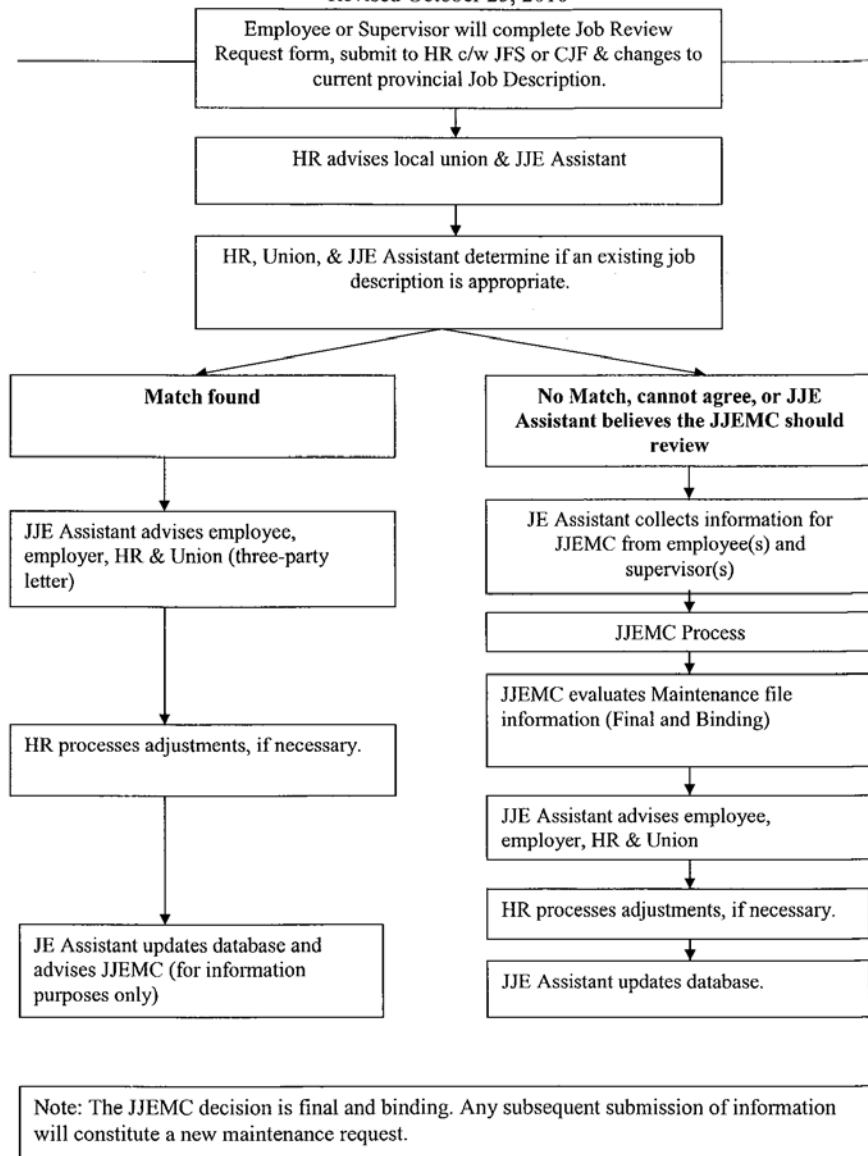 Employee or Supervisor will complete Job Review
Request form, submit to HR c/w JFS or CJF & changes to
current provincial Job Description.
HR advises local union & JJE Assistant
HR, Union, & JJE Assistant determine if an existing job
description is appropriate.
Match found
No Match, cannot agree, or JJE
Assistant believes the JJEMC should
review
JJE Assistant advises employee,
employer, HR & Union (three-party
letter)
JE Assistant collects information for
JJEMC from employee(s) and
supervisor(s)
JJEMC Process
JJEMC evaluates Maintenance file
information (Final and Binding)
HR processes adjustments, if necessary.
JJE Assistant advises employee,
employer, HR & Union
HR processes adjustments, if necessary.
JE Assistant updates database and
advises JJEMC (for information
purposes only)
JJE Assistant updates database.
Note: The JJEMC decision is final and binding. Any subsequent submission of information
will constitute a new maintenance request.